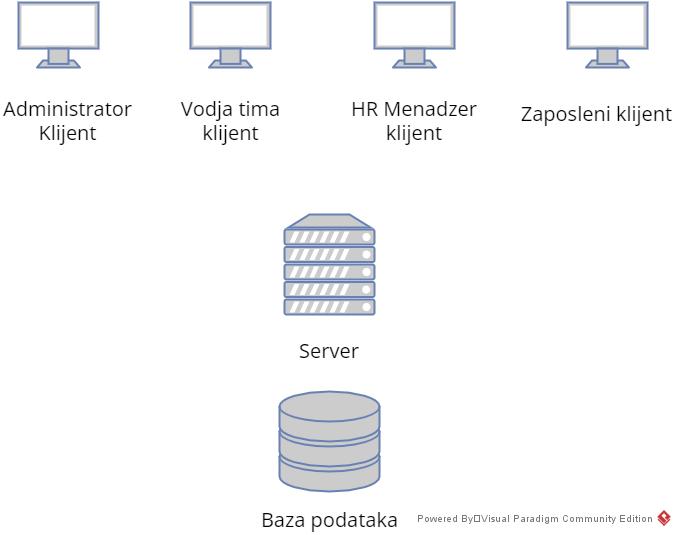 Administrator
Klijent
Vodja tima
klijent
HR Menadzer
klijent
Zaposleni klijent
Server
Baza podataka
Powered By□Visual Paradigm Community Edition